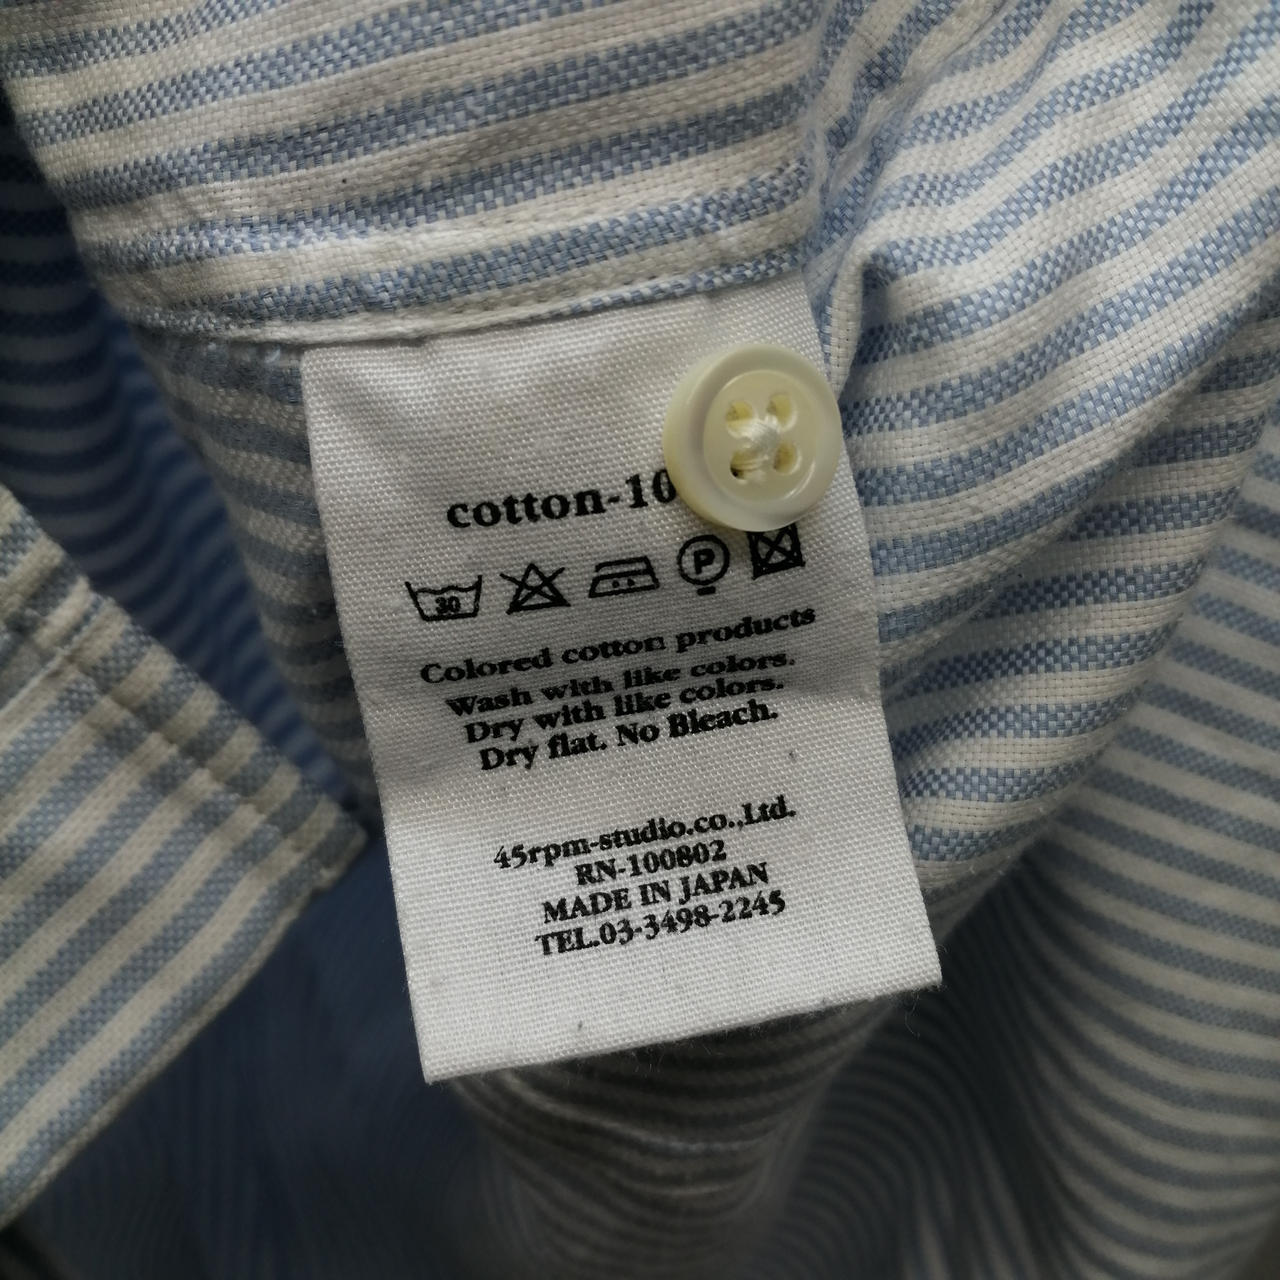 cotton-10
30
P
Colored cotton products
Wash with like colors.
Dry with like colors.
Dry flat. No Bleach.
45rpm-studio.co.,Ltd.
RN-100802
MADE IN JAPAN
TEL.03-3498-2245